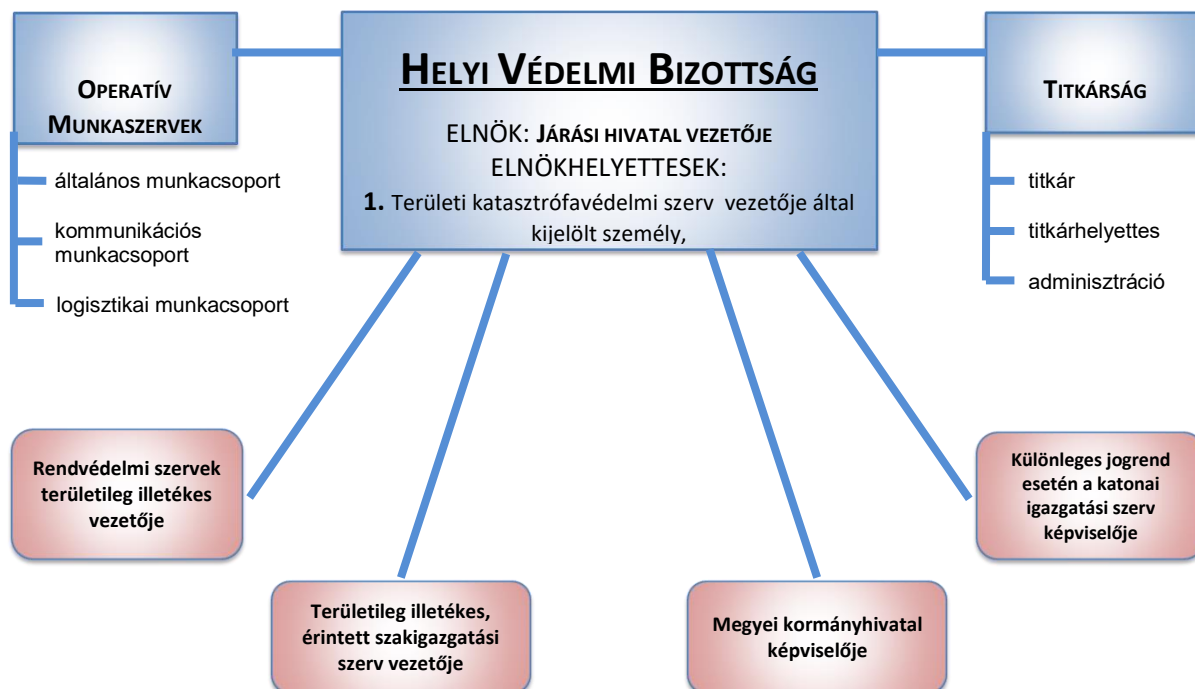 OPERATÍV
MUNKASZERVEK
általános munkacsoport
kommunikációs
munkacsoport
logisztikai munkacsoport
HELYI VÉDELMI BIZOTTSÁG
ELNÖK: JÁRÁSI HIVATAL VEZETŐJE
ELNÖKHELYETTESEK:
1. Területi katasztrófavédelmi szerv vezetője által
kijelölt személy,
TITKÁRSÁG
titkár
titkárhelyettes
adminisztráció
Rendvédelmi szervek
területileg illetékes
vezetője
Területileg illetékes,
érintett szakigazgatási
szerv vezetője
Megyei kormányhivatal
képviselője
Különleges jogrend
esetén a katonai
igazgatási szerv
képviselője